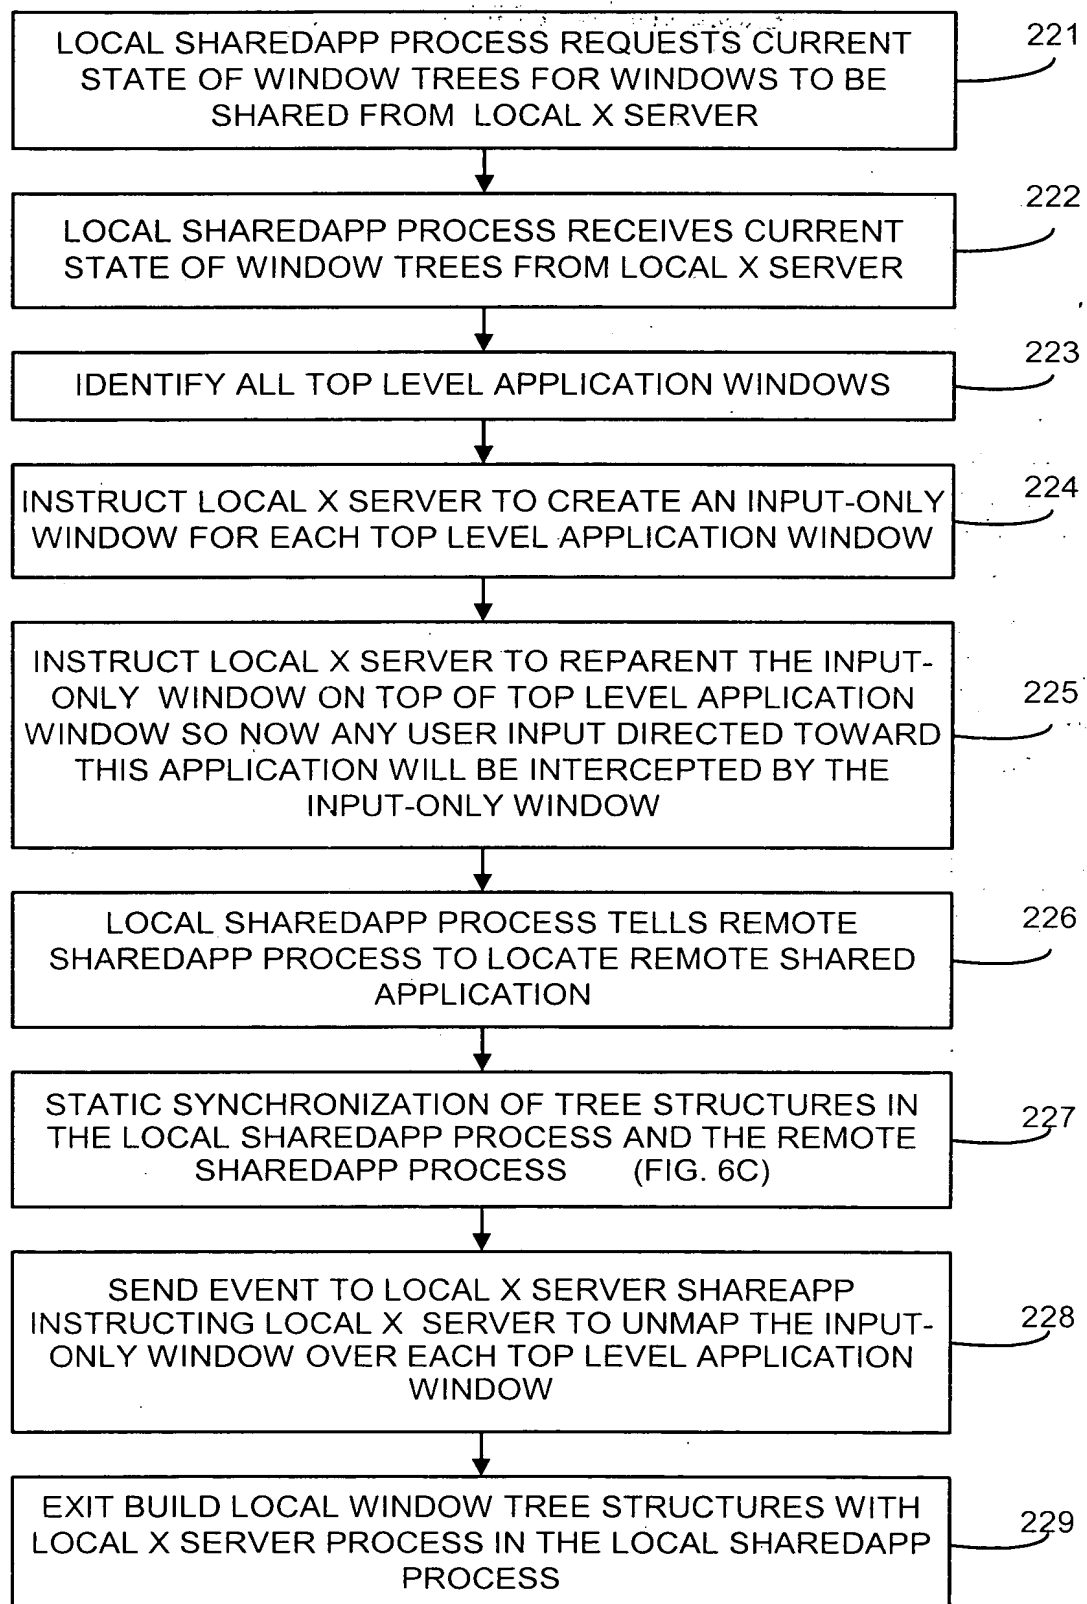 LOCAL SHAREDAPP PROCESS REQUESTS CURRENT
STATE OF WINDOW TREES FOR WINDOWS TO BE
SHARED FROM LOCAL X SERVER
221
LOCAL SHAREDAPP PROCESS RECEIVES CURRENT
STATE OF WINDOW TREES FROM LOCAL X SERVER
222
IDENTIFY ALL TOP LEVEL APPLICATION WINDOWS
223
INSTRUCT LOCAL X SERVER TO CREATE AN INPUT-ONLY
WINDOW FOR EACH TOP LEVEL APPLICATION WINDOW
224
INSTRUCT LOCAL X SERVER TO REPARENT THE INPUT-
ONLY WINDOW ON TOP OF TOP LEVEL APPLICATION
WINDOW SO NOW ANY USER INPUT DIRECTED TOWARD
THIS APPLICATION WILL BE INTERCEPTED BY THE
INPUT-ONLY WINDOW
225
LOCAL SHAREDAPP PROCESS TELLS REMOTE
SHAREDAPP PROCESS TO LOCATE REMOTE SHARED
APPLICATION
226
STATIC SYNCHRONIZATION OF TREE STRUCTURES IN
THE LOCAL SHAREDAPP PROCESS AND THE REMOTE
SHAREDAPP PROCESS (FIG. 6C)
227
SEND EVENT TO LOCAL X SERVER SHAREAPP
INSTRUCTING LOCAL X SERVER TO UNMAP THE INPUT-
ONLY WINDOW OVER EACH TOP LEVEL APPLICATION
WINDOW
228
EXIT BUILD LOCAL WINDOW TREE STRUCTURES WITH
LOCAL X SERVER PROCESS IN THE LOCAL SHAREDAPP
PROCESS
229